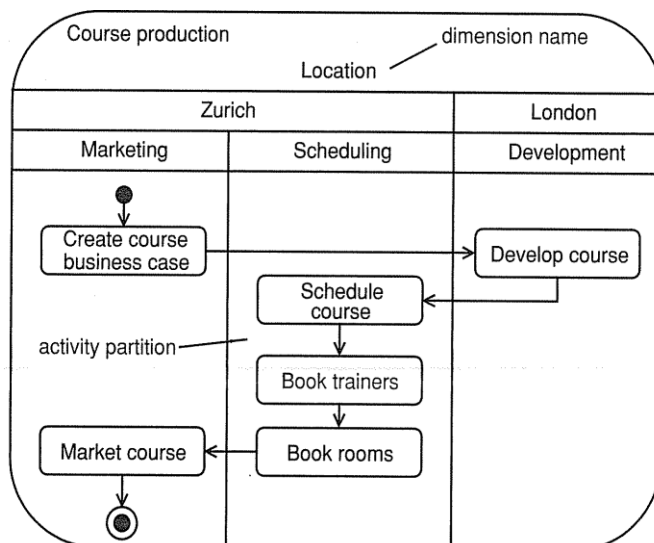 Course production
dimension name
Location
Zurich
London
Marketing
Scheduling
Development
Create course
business case
Develop course
Schedule
course
activity partition
Book trainers
Market course
Book rooms